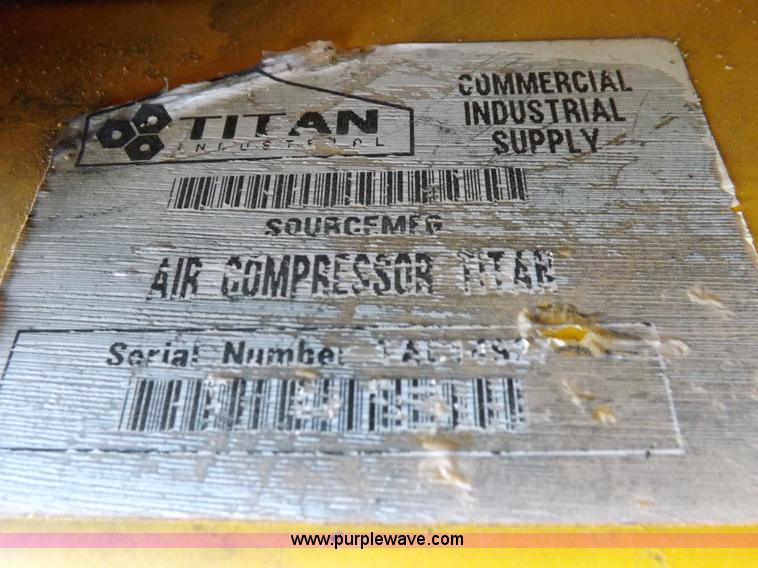 TITAN
INDUSTRIAL
COMMERCIAL
INDUSTRIAL
SUPPLY
SOURCEMFG
AIR COMPRESSOR TITAN
Serial Number
www.purplewave.com